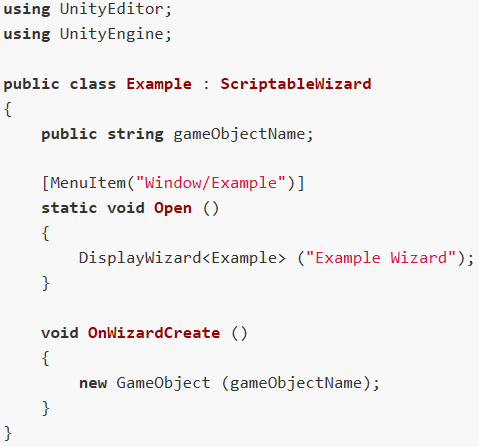 using UnityEditor;
using UnityEngine;

public class Example : ScriptableWizard
{
    public string gameObjectName;

    [MenuItem("Window/Example")]
    static void Open ()
    {
        DisplayWizard<Example> ("Example Wizard");
    }

    void OnWizardCreate ()
    {
        new GameObject (gameObjectName);
    }
}